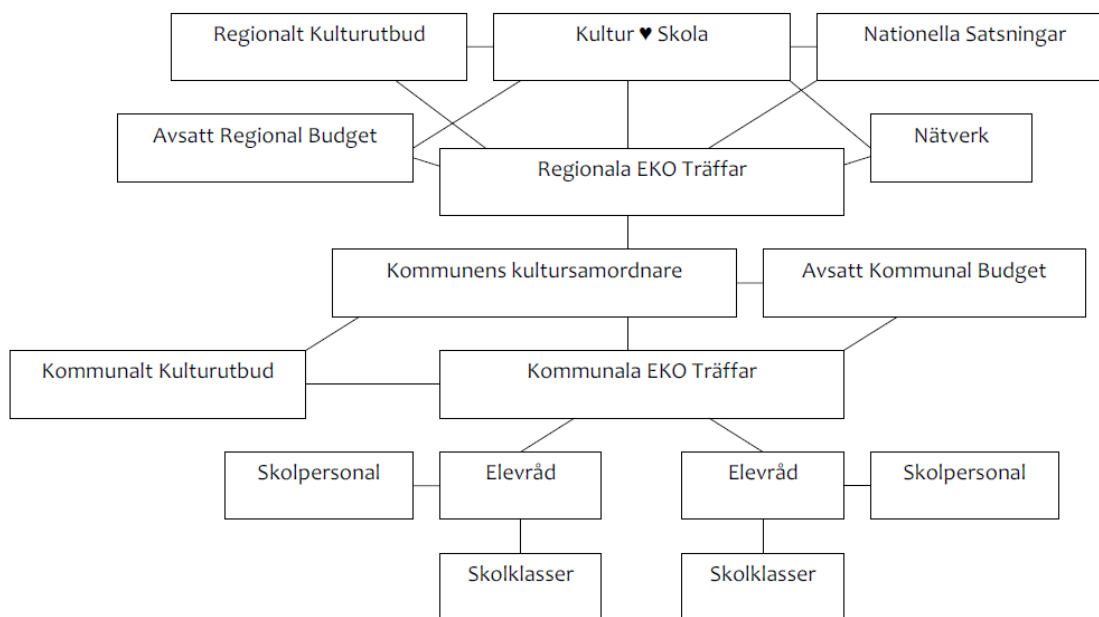 Regionalt Kulturutbud
Kultur ♥ Skola
Nationella Satsningar
Avsatt Regional Budget
Nätverk
Regionala EKO Träffar
Kommunens kultursamordnare
Avsatt Kommunal Budget
Kommunalt Kulturutbud
Kommunala EKO Träffar
Skolpersonal
Elevråd
Elevråd
Skolpersonal
Skolklasser
Skolklasser